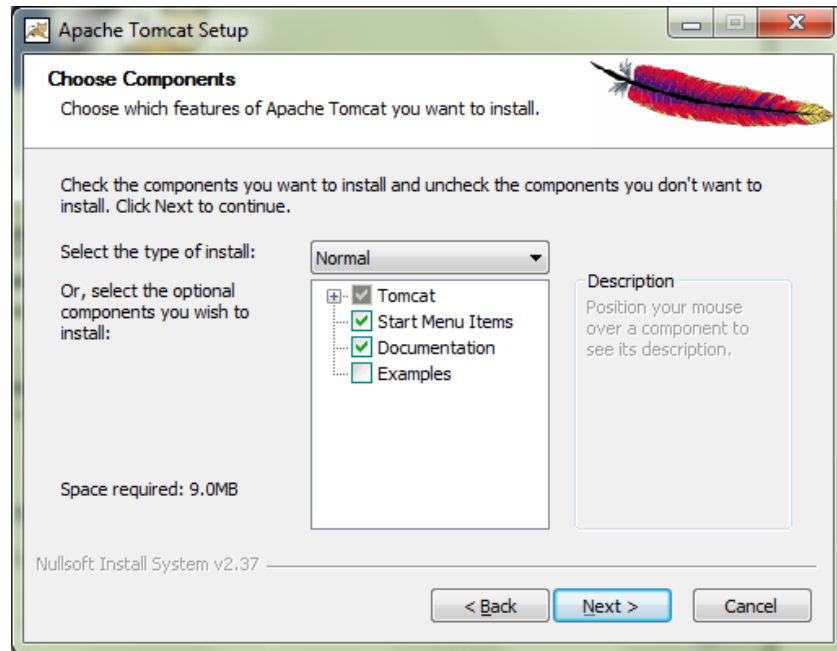 Apache Tomcat Setup
Choose Components
Choose which features of Apache Tomcat you want to install.
Check the components you want to install and uncheck the components you don't want to
install. Click Next to continue.
Select the type of install:
Normal
Or, select the optional
components you wish to
install:
Tomcat
Start Menu Items
Documentation
Examples
Description
Position your mouse
over a component to
see its description.
Space required: 9.0MB
Nullsoft Install System v2.37
< Back
Next >
Cancel